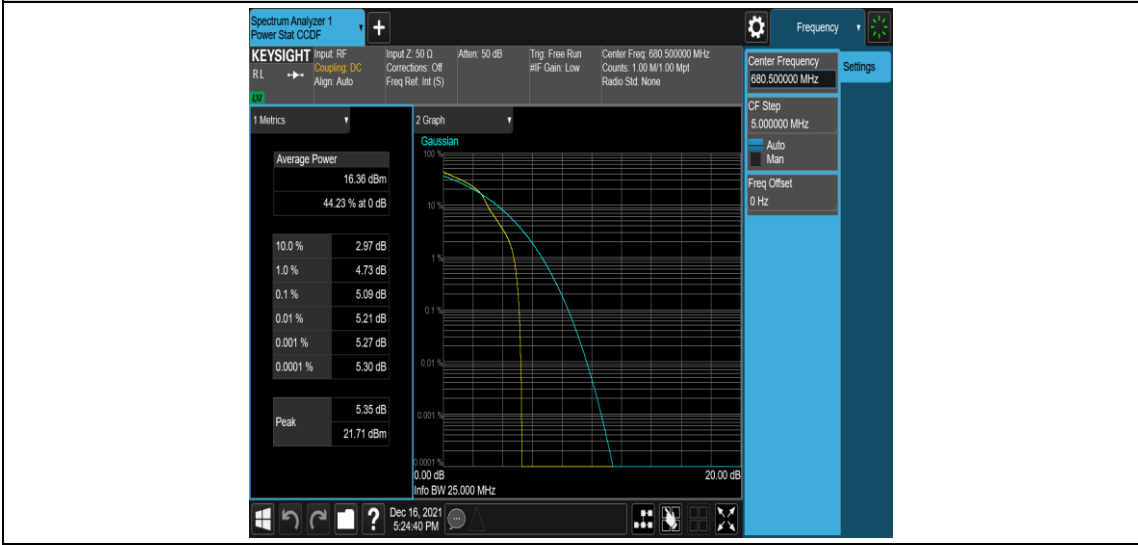 Spectrum Analyzer 1
Power Stat CCDF
+
Frequency
KEYSIGHT
RL
LM
Input: RF
Coupling: DC
Align: Auto
Input Z: 50 Ω
Corrections: Off
Freq Ref: Int (S)
Atten: 50 dB
Trig: Free Run
#IF Gain: Low
Center Freq: 680.500000 MHz
Counts: 1.00 M/1.00 Mpt
Radio Std: None
Center Frequency
680.500000 MHz
Settings
CF Step
5.000000 MHz
Auto
Man
Freq Offset
0 Hz
1 Metrics
Average Power
16.36 dBm
44.23 % at 0 dB
10.0 % 2.97 dB
1.0 % 4.73 dB
0.1 % 5.09 dB
0.01 % 5.21 dB
0.001 % 5.27 dB
0.0001 % 5.30 dB
Peak
5.35 dB
21.71 dBm
2 Graph
Gaussian
100 %
10 %
1 %
0.1 %
0.01 %
0.001 %
0.0001 %
0.00 dB 20.00 dB
Info BW 25.000 MHz
?
Dec 16, 2021
5:24:40 PM